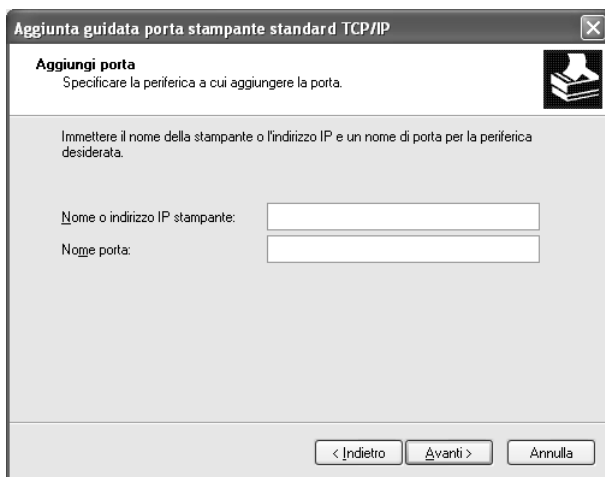 Aggiunta guidata porta stampante standard TCP/IP
Aggiungi porta
Specificare la periferica a cui aggiungere la porta.
Immettere il nome della stampante o l'indirizzo IP e un nome di porta per la periferica
desiderata.
Nome o indirizzo IP stampante:
Nome porta:
< Indietro
Avanti >
Annulla